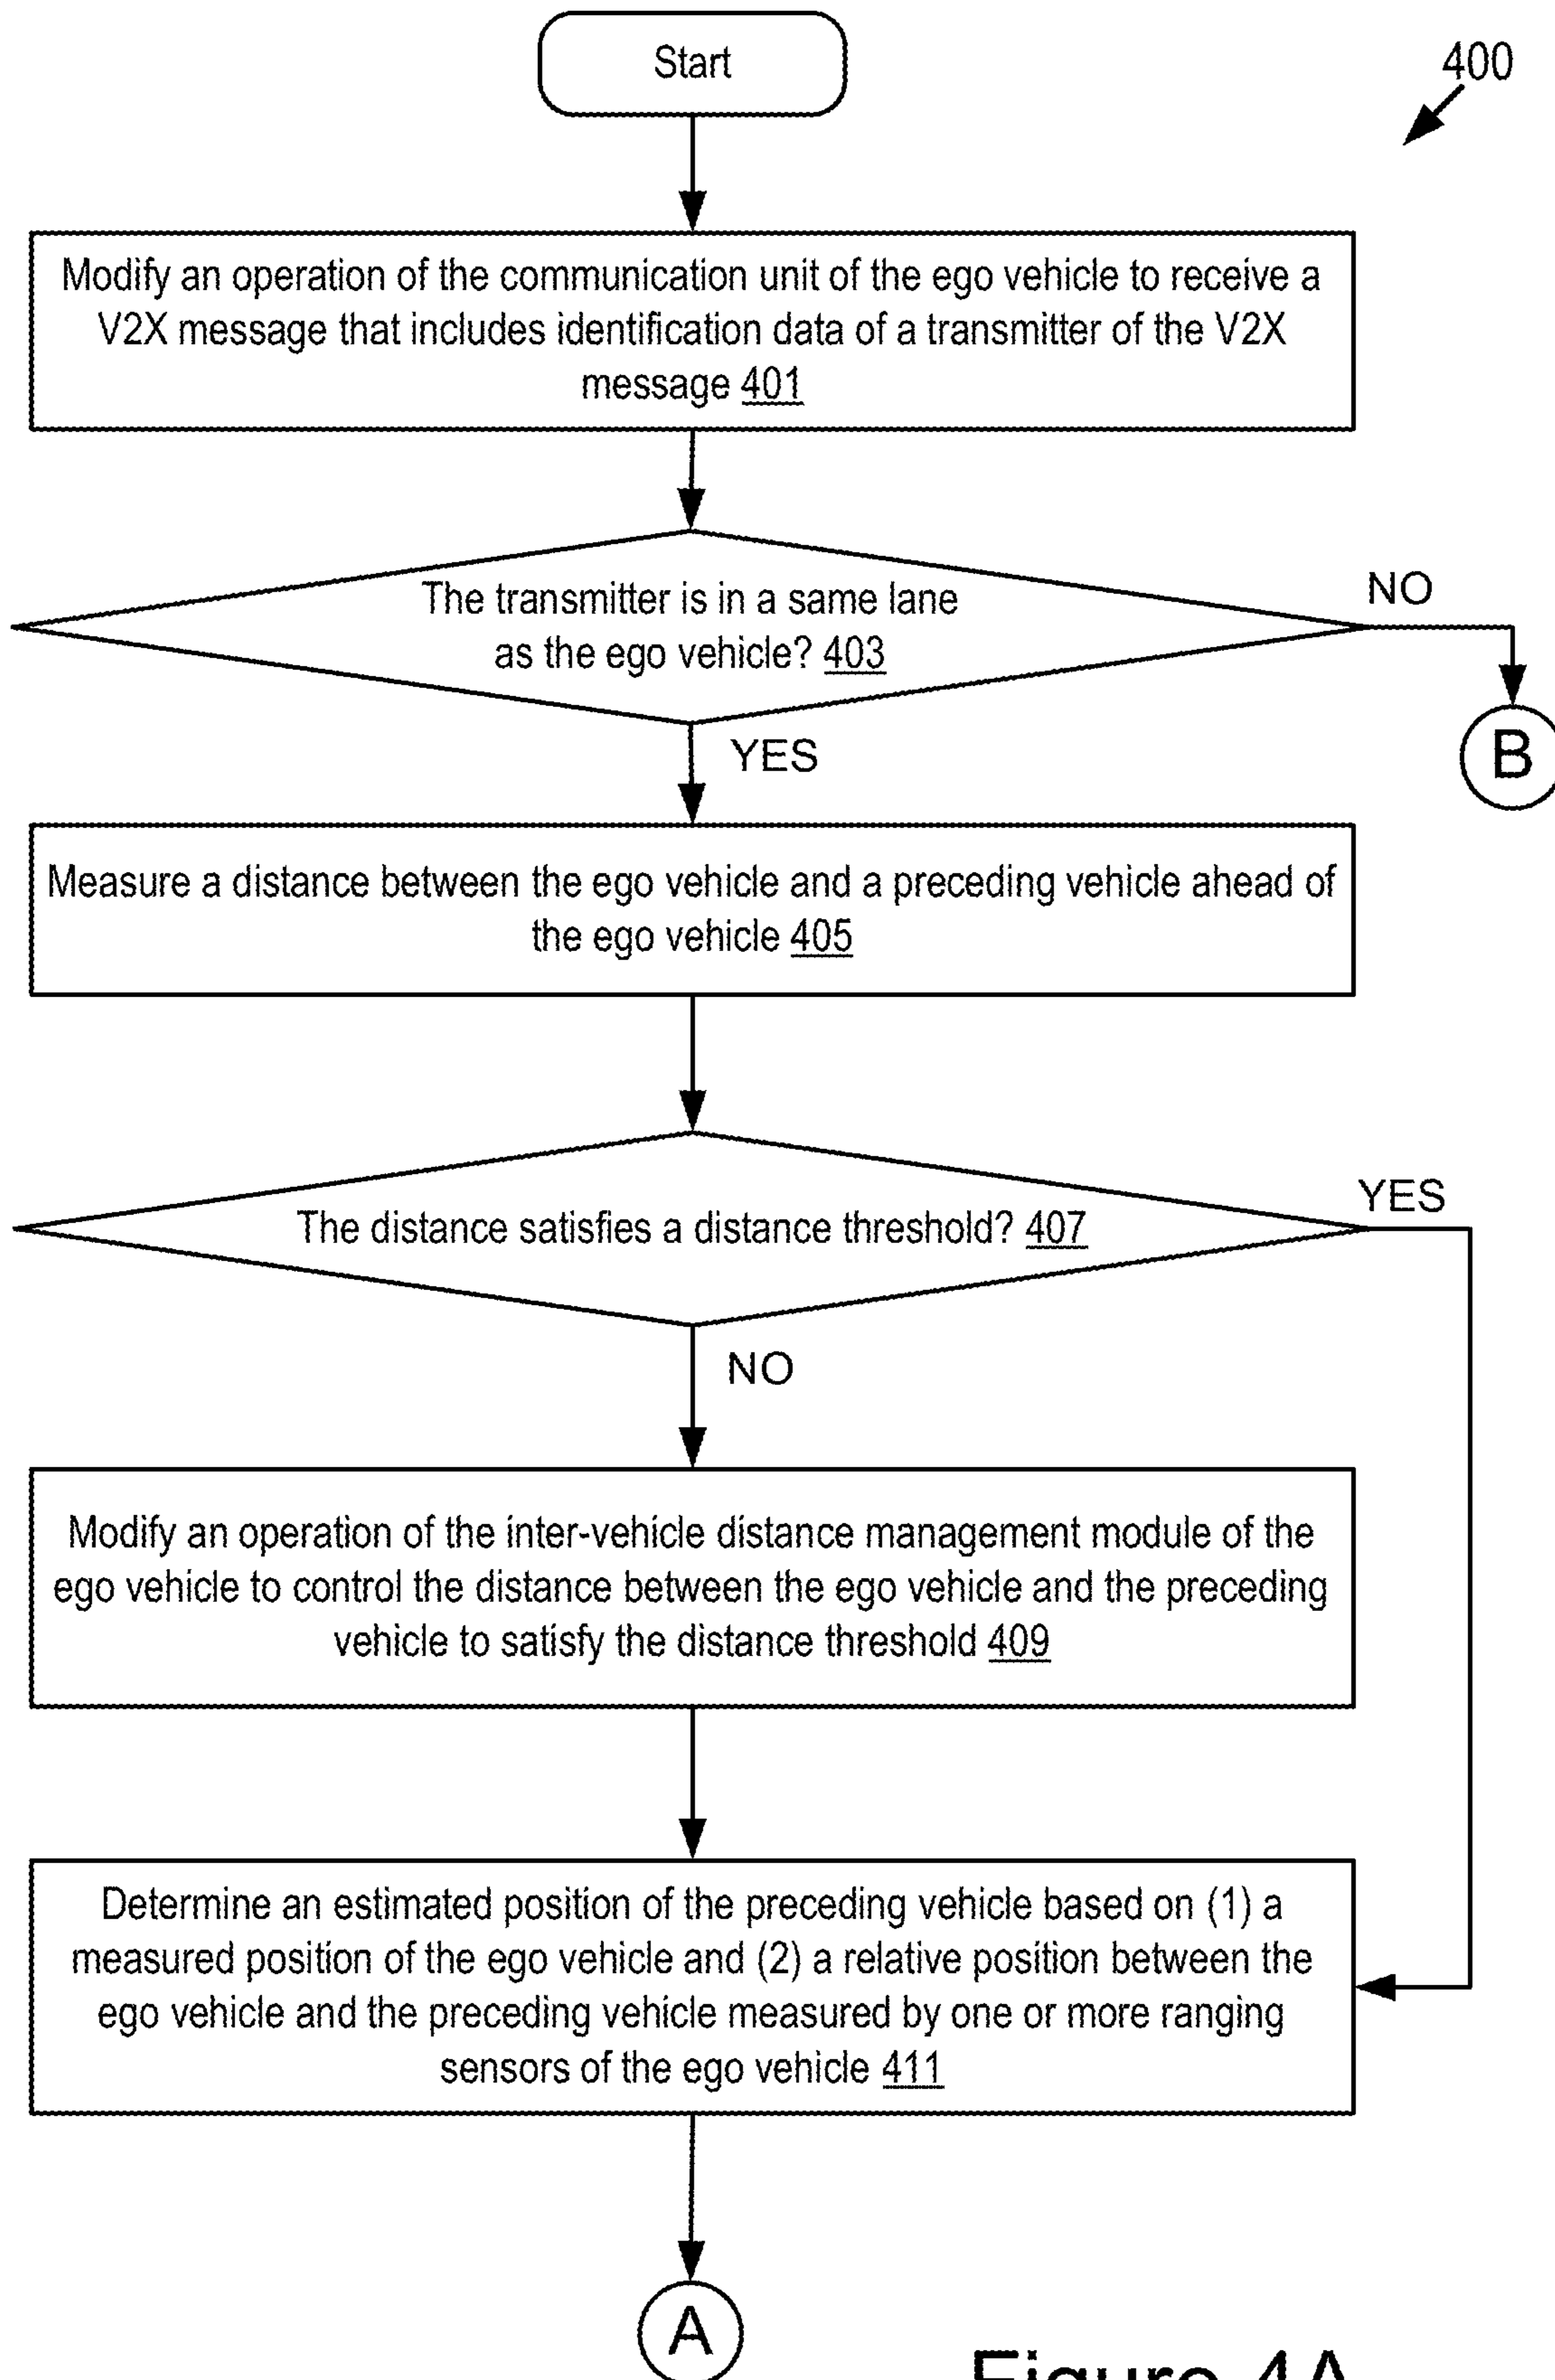 Start
400
Modify an operation of the communication unit of the ego vehicle to receive a
V2X message that includes identification data of a transmitter of the V2X
message 401
The transmitter is in a same lane
as the ego vehicle? 403
NO
B
YES
Measure a distance between the ego vehicle and a preceding vehicle ahead of
the ego vehicle 405
The distance satisfies a distance threshold? 407
YES
NO
Modify an operation of the inter-vehicle distance management module of the
ego vehicle to control the distance between the ego vehicle and the preceding
vehicle to satisfy the distance threshold 409
Determine an estimated position of the preceding vehicle based on (1) a
measured position of the ego vehicle and (2) a relative position between the
ego vehicle and the preceding vehicle measured by one or more ranging
sensors of the ego vehicle 411
A
Figure 4A